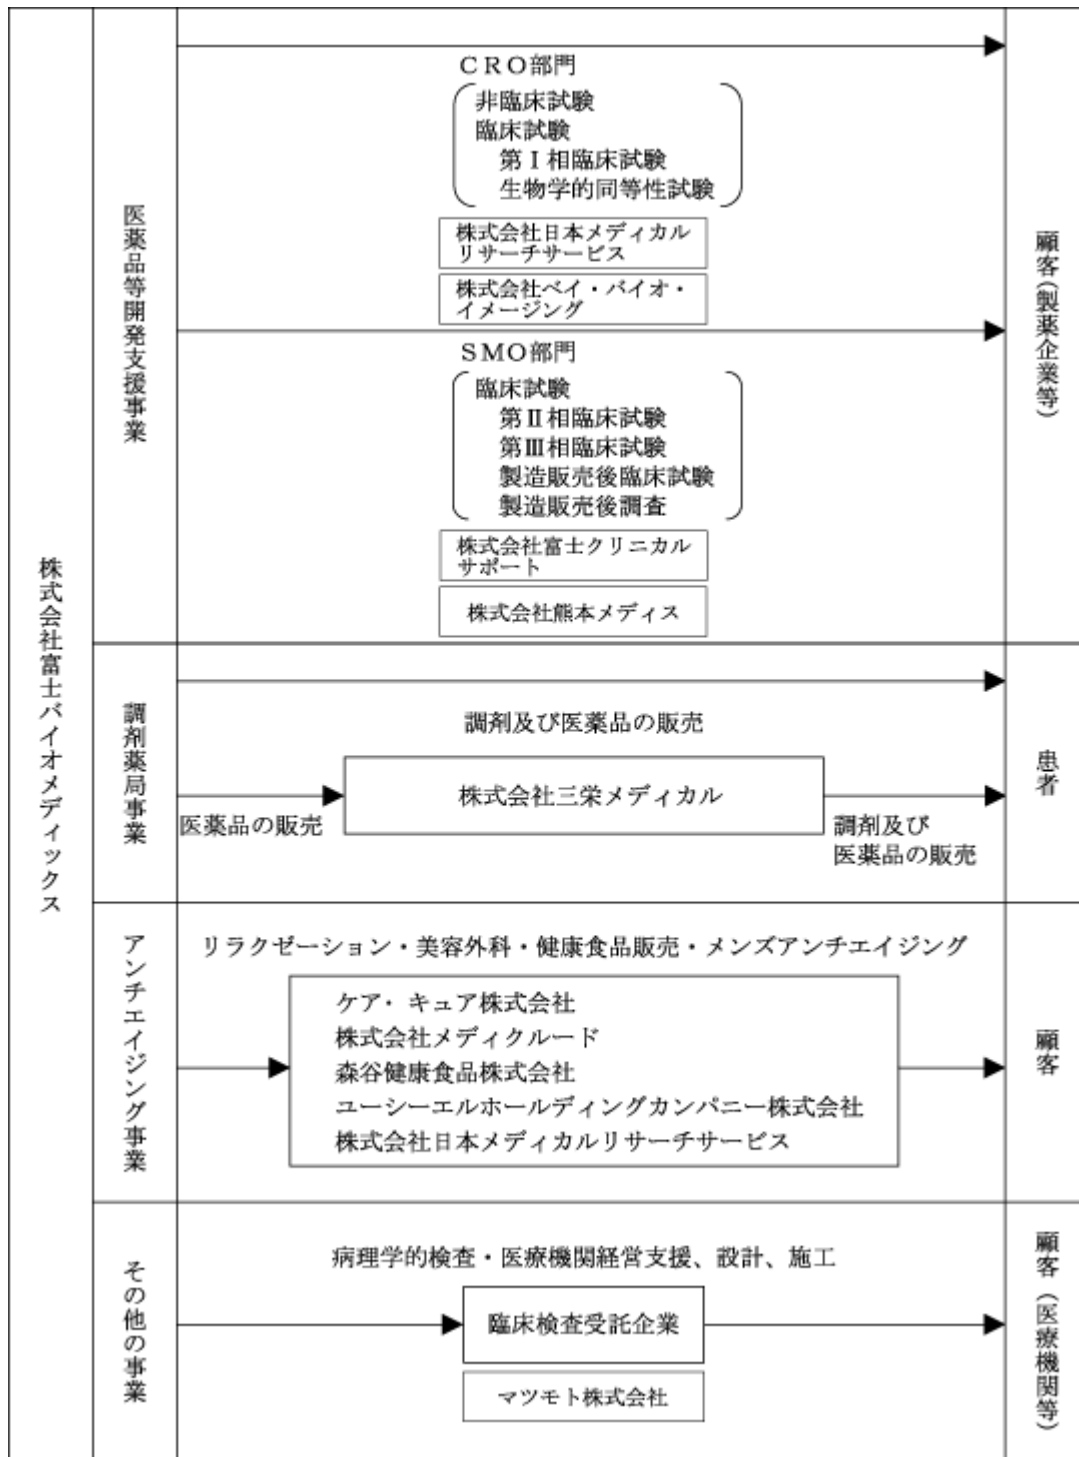 株式会社富士バイオメディックス
医薬品等開発支援事業
ＣＲＯ部門
非臨床試験
臨床試験
第Ⅰ相臨床試験
生物学的同等性試験
株式会社日本メディカル
リサーチサービス
株式会社ベイ・バイオ・
イメージング
ＳＭＯ部門
臨床試験
第Ⅱ相臨床試験
第Ⅲ相臨床試験
製造販売後臨床試験
製造販売後調査
株式会社富士クリニカル
サポート
株式会社熊本メディス
顧客（製薬企業等）
調剤薬局事業
調剤及び医薬品の販売
株式会社三栄メディカル
医薬品の販売
調剤及び
医薬品の販売
患者
アンチエイジング事業
リラクゼーション・美容外科・健康食品販売・メンズアンチエイジング
ケア・キュア株式会社
株式会社メディクルード
森谷健康食品株式会社
ユーシーエルホールディングカンパニー株式会社
株式会社日本メディカルリサーチサービス
顧客
その他の事業
病理学的検査・医療機関経営支援、設計、施工
臨床検査受託企業
マツモト株式会社
顧客（医療機関等）